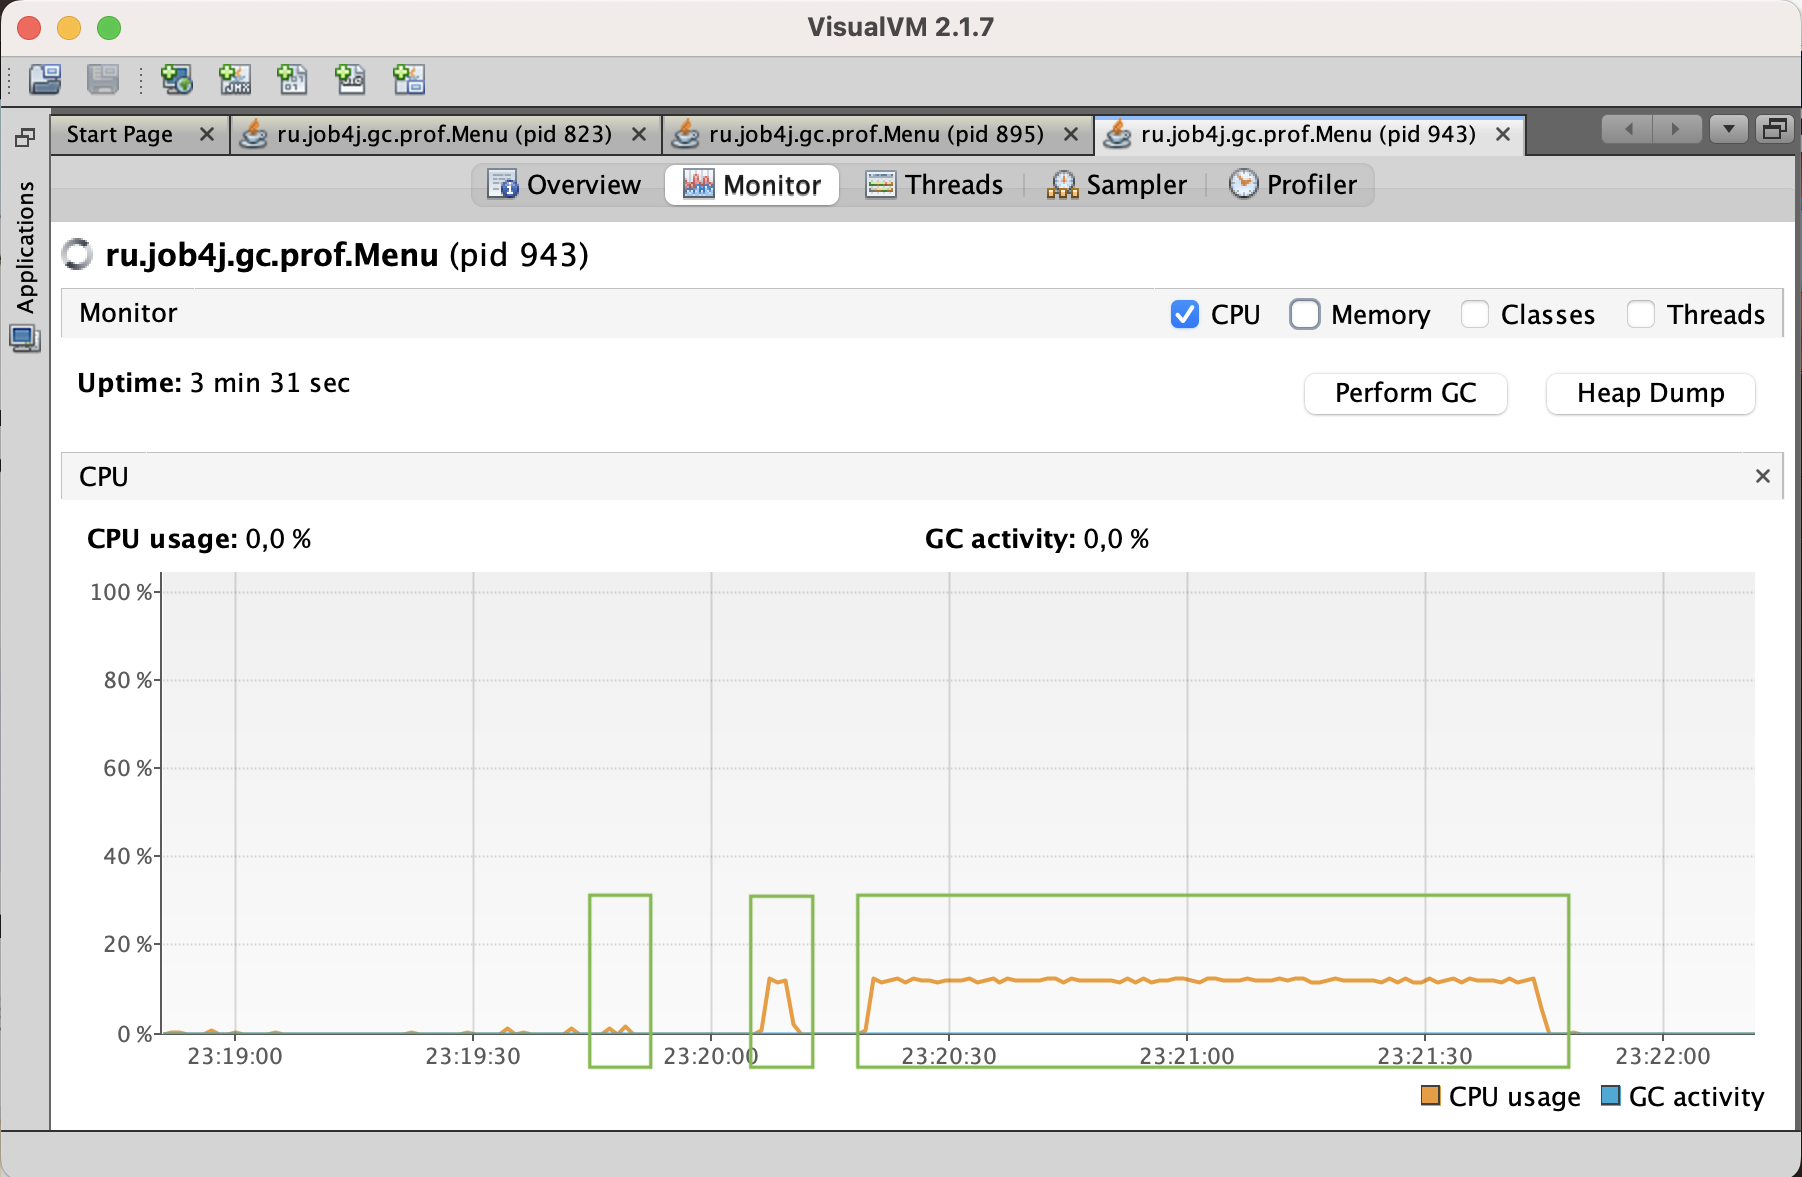 VisualVM 2.1.7
JMX
Start Page
ru.job4j.gc.prof.Menu (pid 823)
ru.job4j.gc.prof.Menu (pid 895)
ru.job4j.gc.prof.Menu (pid 943)
Applications
Overview
Monitor
Threads
Sampler
Profiler
ru.job4j.gc.prof.Menu (pid 943)
Monitor
CPU
Memory
Classes
Threads
Uptime: 3 min 31 sec
Perform GC
Heap Dump
CPU
CPU usage: 0,0 %
GC activity: 0,0 %
100 %
80 %
60 %
40 %
20 %
0 %
23:19:00
23:19:30
23:20:00
23:20:30
23:21:00
23:21:30
23:22:00
CPU usage
GC activity